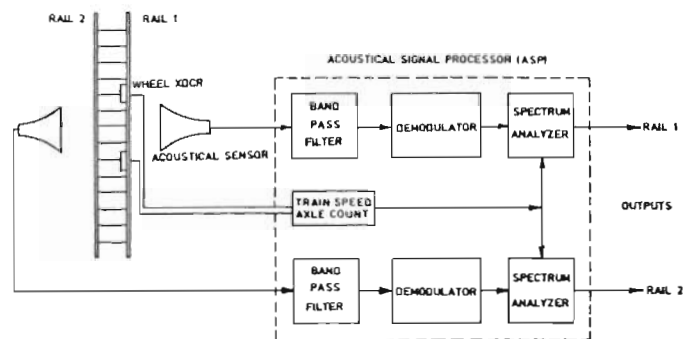 RAIL 2
RAIL 1
ACOUSTICAL SIGNAL PROCESSOR (ASP)
WHEEL XDCR
ACOUSTICAL SENSOR
BAND
PASS
FILTER
DEMODULATOR
SPECTRUM
ANALYZER
RAIL 1
TRAIN SPEED
AXLE COUNT
OUTPUTS
BAND
PASS
FILTER
DEMODULATOR
SPECTRUM
ANALYZER
RAIL 2